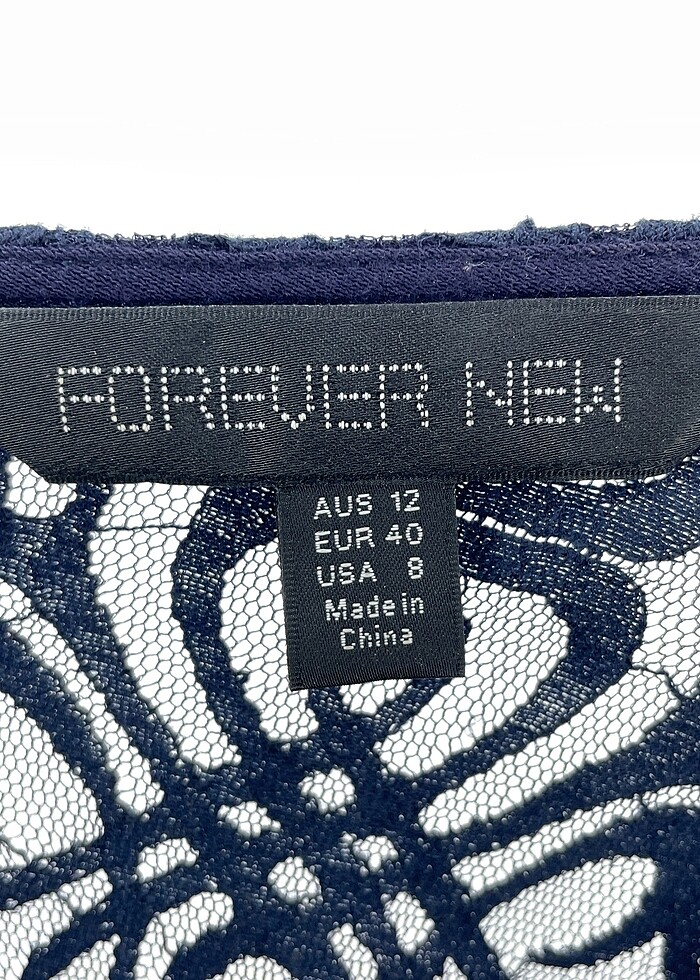 FOREVER NEW
AUS 12
EUR 40
USA 8
Made in
China